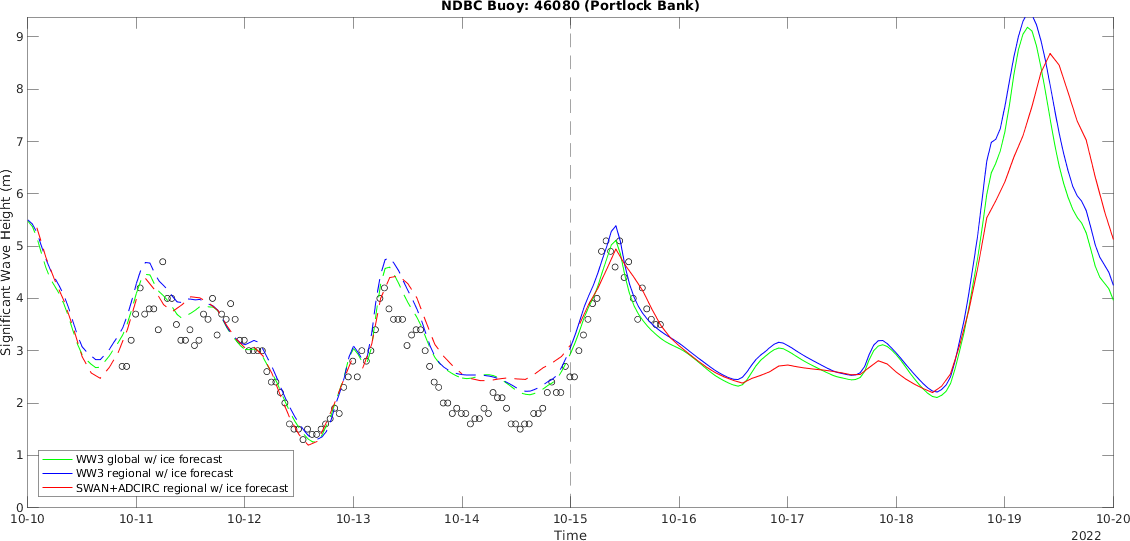 NDBC Buoy: 46080 (Portlock Bank)
Significant Wave Height (m)
9
8
7
6
5
4
3
2
1
0
WW3 global w/ ice forecast
WW3 regional w/ ice forecast
SWAN+ADCIRC regional w/ ice forecast
10-10 10-11 10-12 10-13 10-14 10-15 10-16 10-17 10-18 10-19 10-20
Time
2022